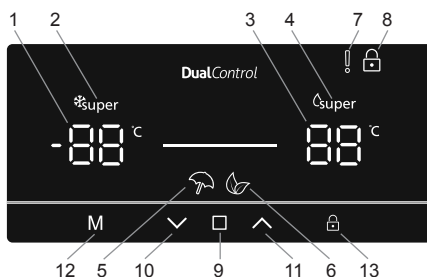 1 2 3 4 7 8
DualControl
super super
-88 °C 88 °C
M
12 5 10 9 11 6 13